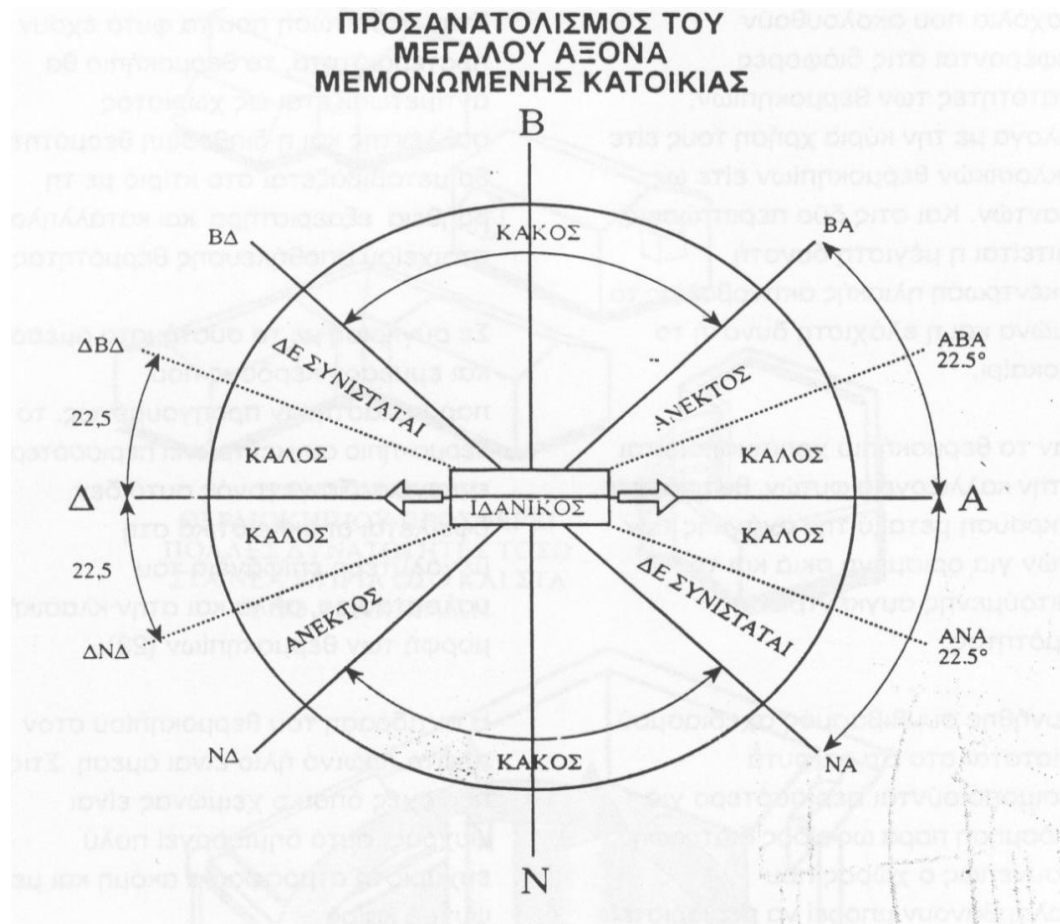 ΠΡΟΣΑΝΑΤΟΛΙΣΜΟΣ ΤΟΥ
ΜΕΓΑΛΟΥ ΑΞΟΝΑ
ΜΕΜΟΝΩΜΕΝΗΣ ΚΑΤΟΙΚΙΑΣ
Β
ΚΑΚΟΣ
ΒΔ
ΒΑ
ΔΒΔ
ΔΕ ΣΥΝΙΣΤΑΤΑΙ
ΑΝΕΚΤΟΣ
ΑΒΑ
22.5°
22.5
ΚΑΛΟΣ
ΚΑΛΟΣ
Δ
ΙΔΑΝΙΚΟΣ
Α
ΚΑΛΟΣ
ΚΑΛΟΣ
22.5
ΑΝΕΚΤΟΣ
ΔΕ ΣΥΝΙΣΤΑΤΑΙ
ΔΝΔ
ΑΝΑ
22.5°
ΝΔ
ΚΑΚΟΣ
ΝΑ
Ν